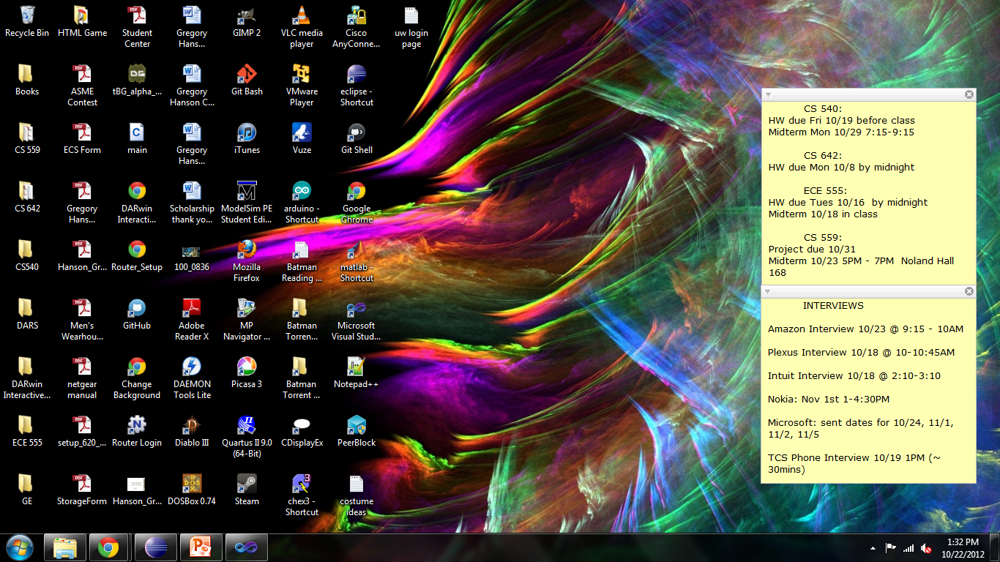 Recycle Bin
HTML Game
Student
Center
Gregory
Hans...
GIMP 2
VLC media
player
Cisco
AnyConne...
uw login
page
Books
ASME
Contest
tBG_alpha_...
Gregory
Hanson C...
Git Bash
VMware
Player
eclipse -
Shortcut
CS 559
ECS Form
main
Gregory
Hans...
iTunes
Vuze
Git Shell
CS 642
Gregory
Hans...
DARwin
Interacti...
Scholarship
thank yo...
ModelSim PE
Student Edi...
arduino -
Shortcut
Google
Chrome
CS540
Hanson_Gr...
Router_Setup
100_0836
Mozilla
Firefox
Batman
Reading ...
matlab -
Shortcut
DARS
Men's
Wearhou...
GitHub
Adobe
Reader X
MP
Navigator ...
Batman
Torren...
Microsoft
Visual Stud...
DARwin
Interactive...
netgear
manual
Change
Background
DAEMON
Tools Lite
Picasa 3
Batman
Torrent ...
Notepad++
ECE 555
setup_620_...
Router Login
Diablo III
Quartus II 9.0
(64-Bit)
CDisplayEx
PeerBlock
GE
StorageForm
Hanson_Gr...
DOSBox 0.74
Steam
chex3 -
Shortcut
costume
ideas
CS 540:
HW due Fri 10/19 before class
Midterm Mon 10/29 7:15-9:15
CS 642:
HW due Mon 10/8 by midnight
ECE 555:
HW due Tues 10/16  by midnight
Midterm 10/18 in class
CS 559:
Project due 10/31
Midterm 10/23 5PM - 7PM  Noland Hall
168
INTERVIEWS
Amazon Interview 10/23 @ 9:15 - 10AM
Plexus Interview 10/18 @ 10-10:45AM
Intuit Interview 10/18 @ 2:10-3:10
Nokia: Nov 1st 1-4:30PM
Microsoft: sent dates for 10/24, 11/1,
11/2, 11/5
TCS Phone Interview 10/19 1PM (~
30mins)
1:32 PM
10/22/2012